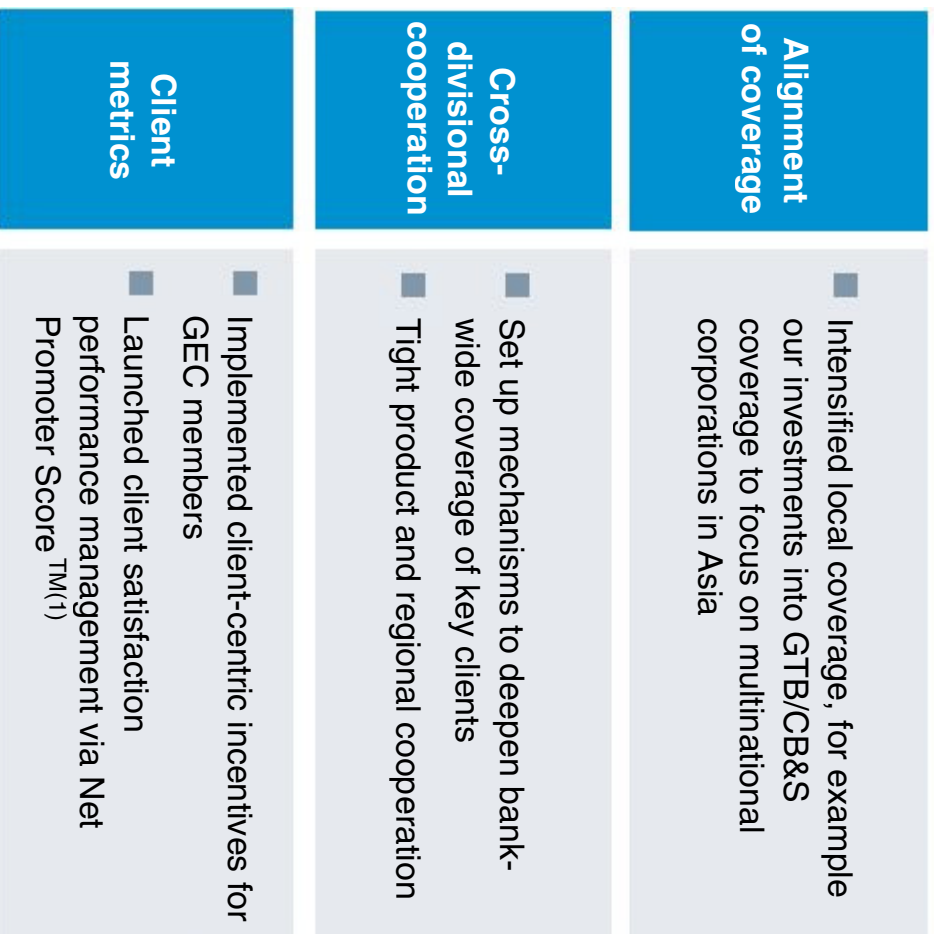 Alignment
of coverage
Intensified local coverage, for example
our investments into GTB/CB&S
coverage to focus on multinational
corporations in Asia
Cross-
divisional
cooperation
Set up mechanisms to deepen bank-
wide coverage of key clients
Tight product and regional cooperation
Client
metrics
Implemented client-centric incentives for
GEC members
Launched client satisfaction
performance management via Net
Promoter Score™(1)